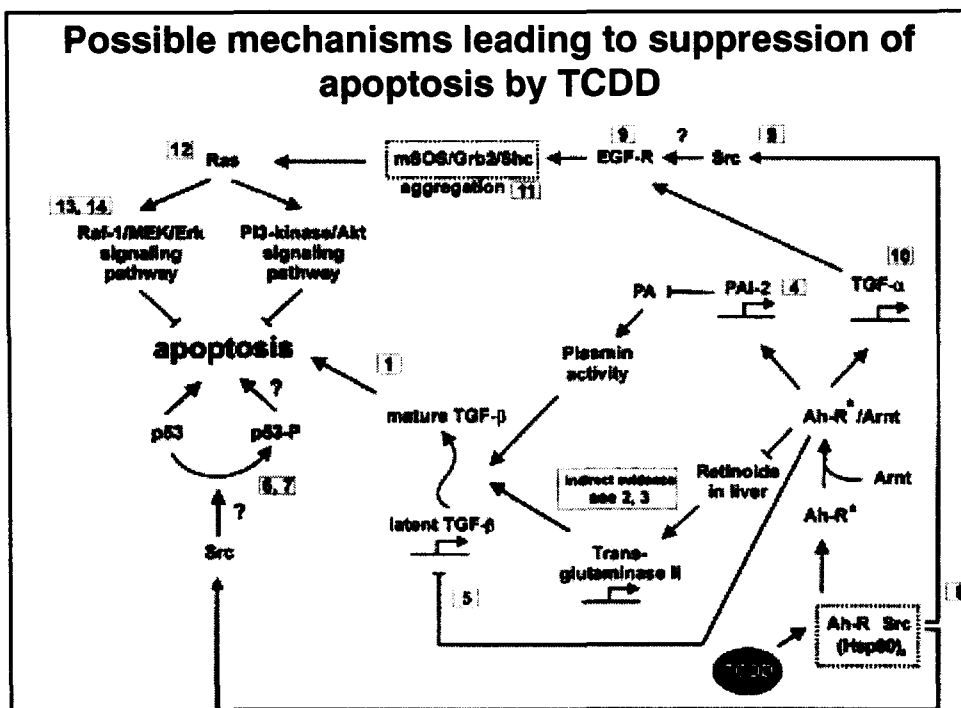 Possible mechanisms leading to suppression of
apoptosis by TCDD
12
Ras
mSOS/Grb2/Shc
aggregation
11
9
EGF-R
?
Src
8
13, 14
Raf-1/MEK/Erk
signaling
pathway
PI3-kinase/Akt
signaling
pathway
10
TGF-α
PA
PAI-2
4
apoptosis
1
Plasmin
activity
?
p53
p53-P
mature TGF-β
Ah-R*/Arnt
6, 7
indirect evidence
see 2, 3
Retinoids
in liver
Arnt
?
latent TGF-β
Ah-R*
Src
Trans-
glutaminase II
5
8
Ah-R Src
(Hsp90)